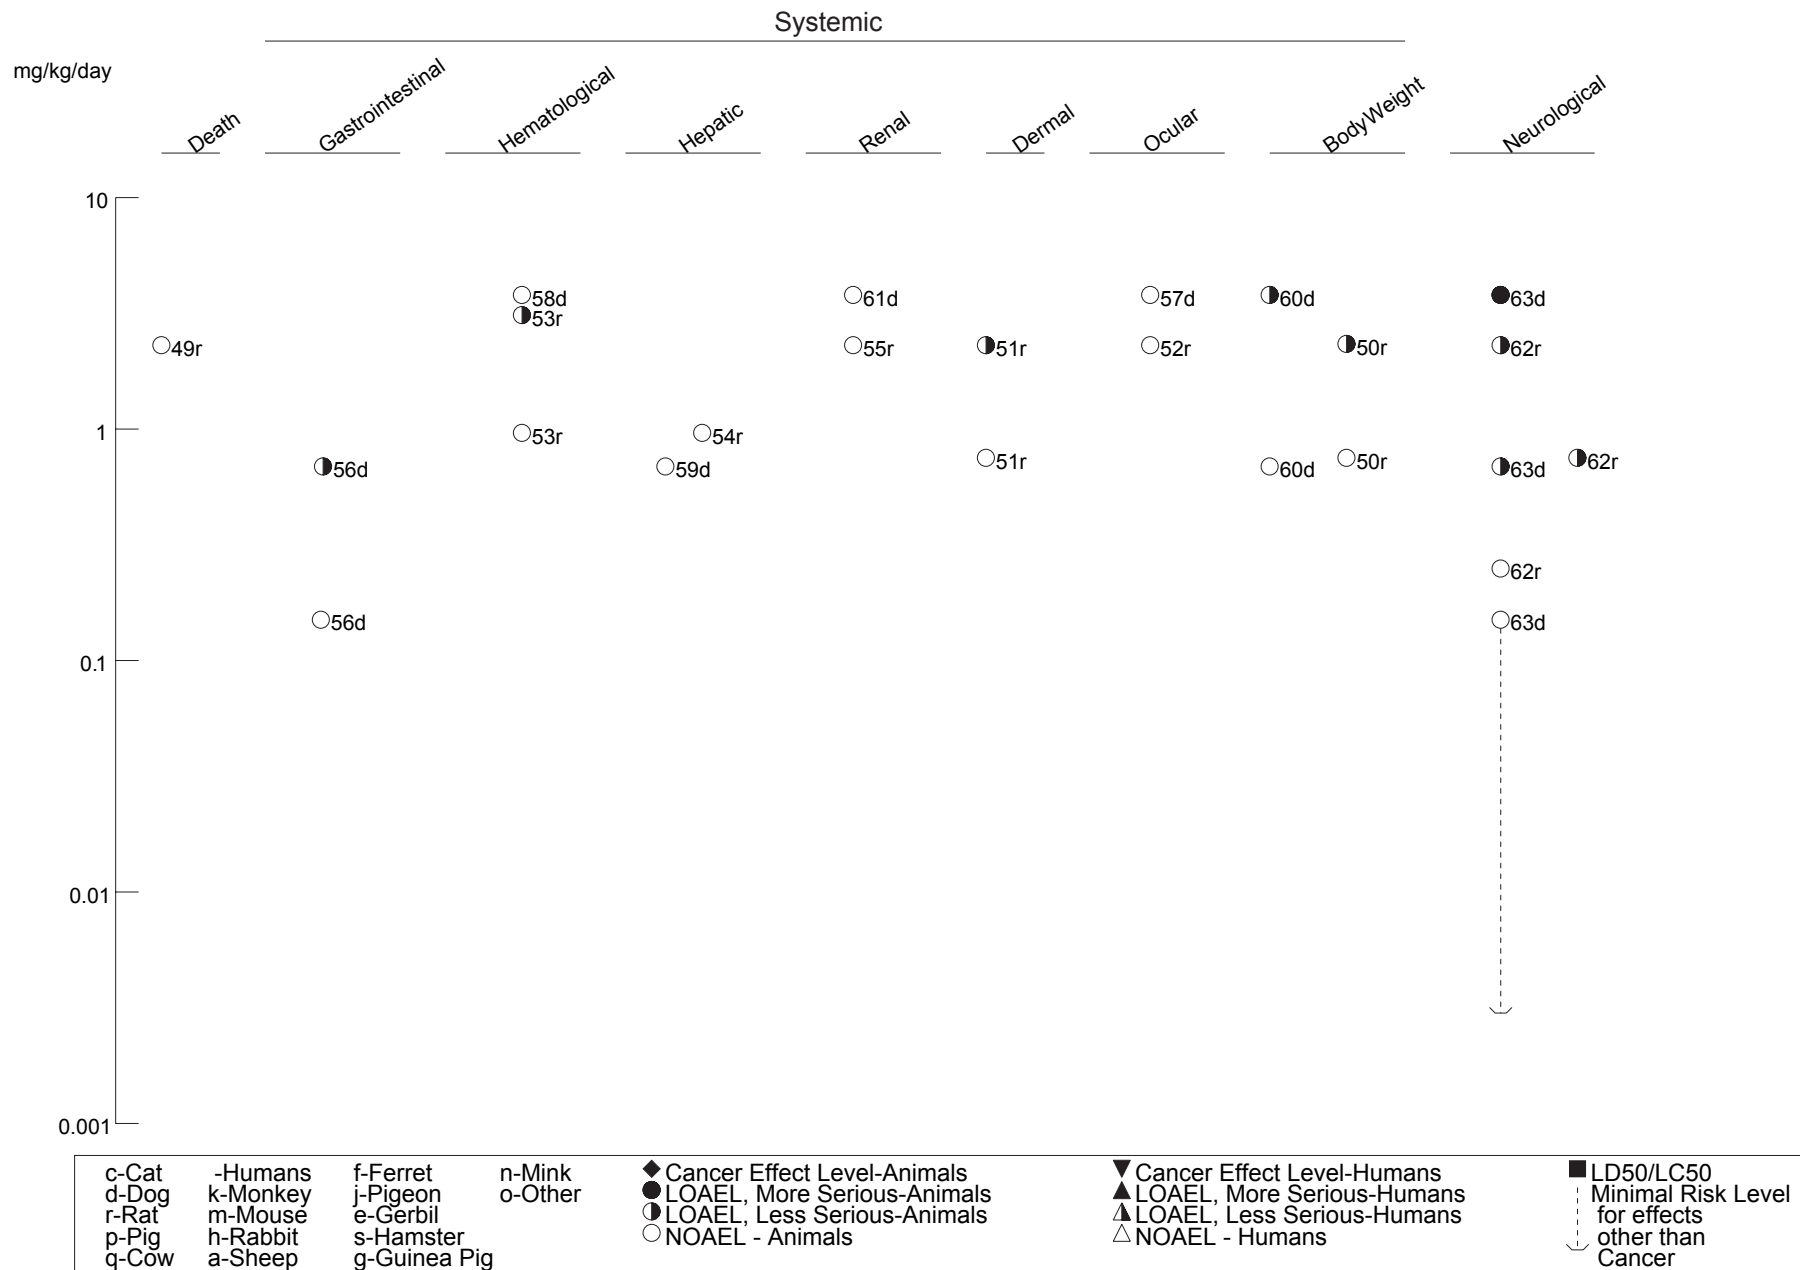 Systemic
mg/kg/day
Death
Gastrointestinal
Hematological
Hepatic
Renal
Dermal
Ocular
BodyWeight
Neurological
10
58d
61d
57d
60d
63d
53r
49r
55r
51r
52r
50r
62r
1
53r
54r
56d
59d
51r
60d
50r
63d
62r
62r
56d
63d
0.1
0.01
0.001
c-Cat -Humans f-Ferret n-Mink Cancer Effect Level-Animals Cancer Effect Level-Humans LD50/LC50
d-Dog k-Monkey j-Pigeon o-Other LOAEL, More Serious-Animals LOAEL, More Serious-Humans Minimal Risk Level
r-Rat m-Mouse e-Gerbil LOAEL, Less Serious-Animals LOAEL, Less Serious-Humans for effects
p-Pig h-Rabbit s-Hamster NOAEL - Animals NOAEL - Humans other than
q-Cow a-Sheep g-Guinea Pig Cancer